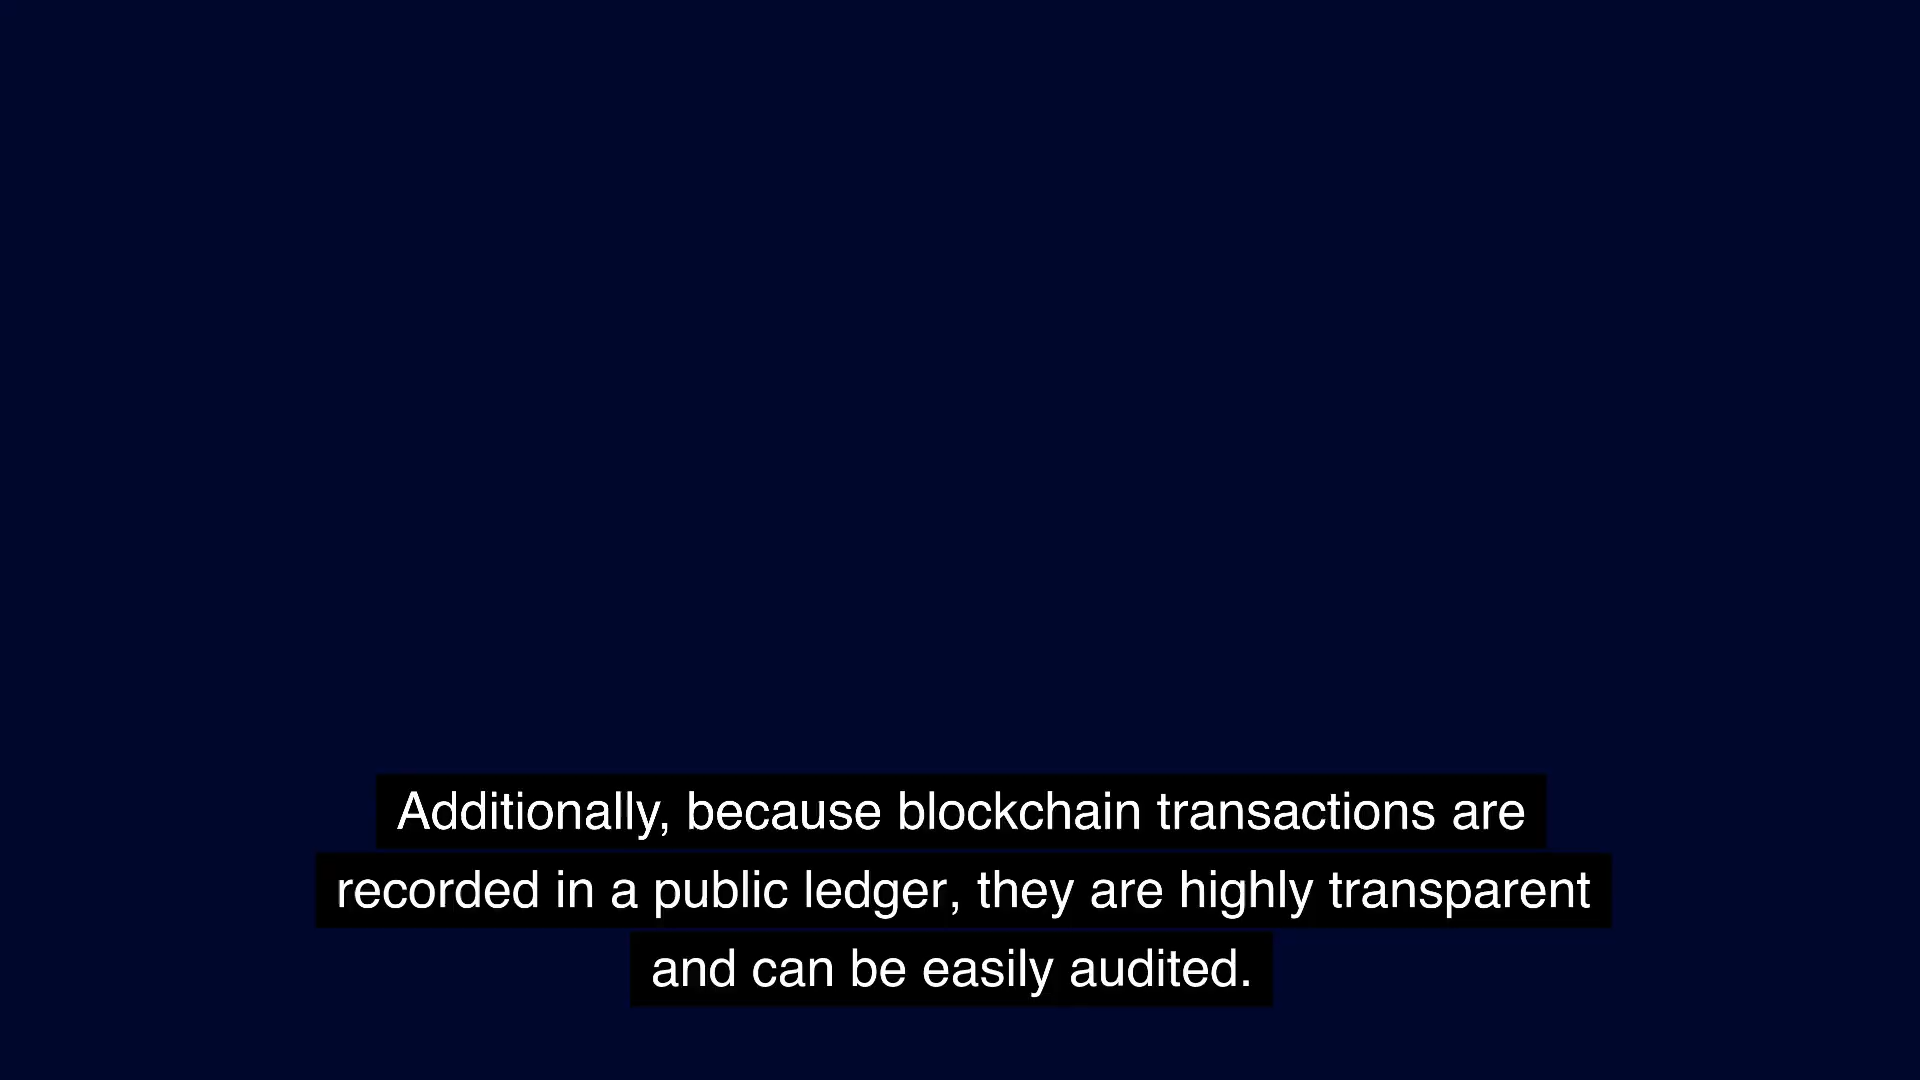 Additionally, because blockchain transactions are
recorded in a public ledger, they are highly transparent
and can be easily audited.